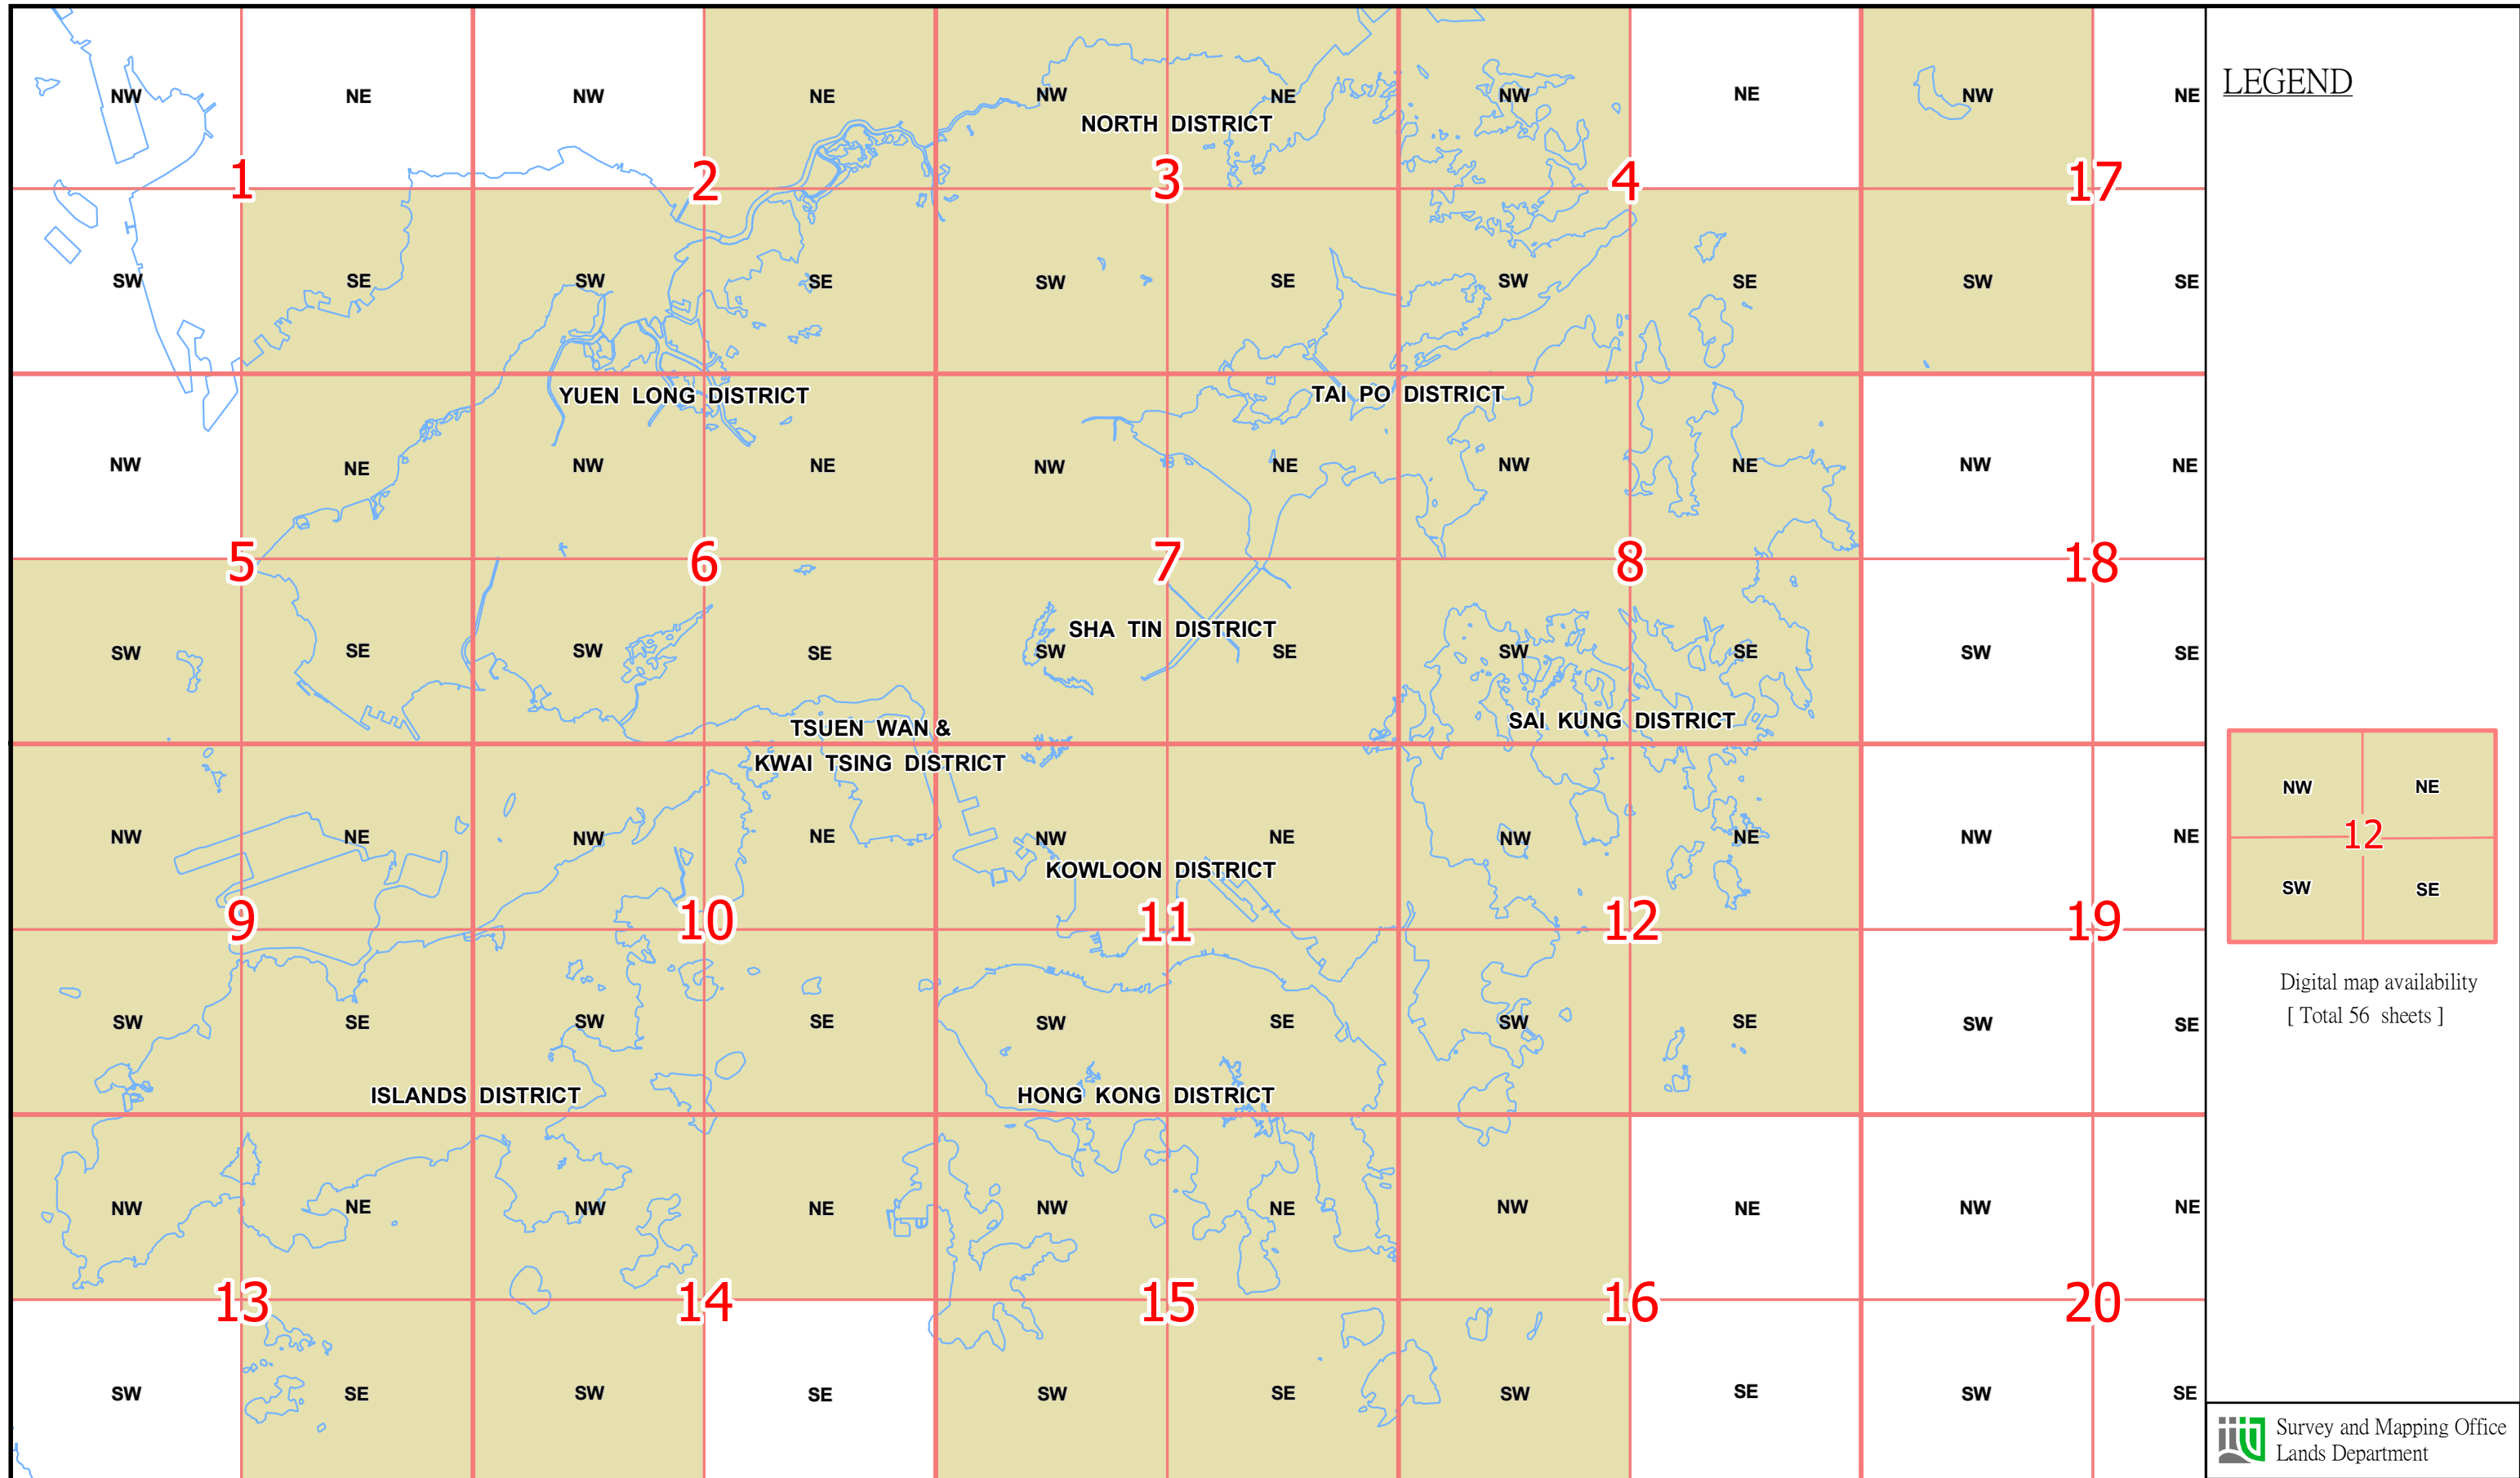 NW NE NW NE NW NE NW NE NW NE
NORTH DISTRICT
1 2 3 4 17
SW SE SW SE SW SE SW SE SW SE
YUEN LONG DISTRICT TAI PO DISTRICT
NW NE NW NE NW NE NW NE NW NE
5 6 7 8 18
SHA TIN DISTRICT
SW SE SW SE SW SE SW SE SW SE
SAI KUNG DISTRICT
TSUEN WAN &
KWAI TSING DISTRICT
NW NE NW NE NW NE NW NE NW NE
KOWLOON DISTRICT
9 10 11 12 19
SW SE SW SE SW SE SW SE SW SE
ISLANDS DISTRICT HONG KONG DISTRICT
NW NE NW NE NW NE NW NE NW NE
13 14 15 16 20
SW SE SW SE SW SE SW SE SW SE
LEGEND
NW NE
12
SW SE
Digital map availability
[ Total 56 sheets ]
Survey and Mapping Office
Lands Department